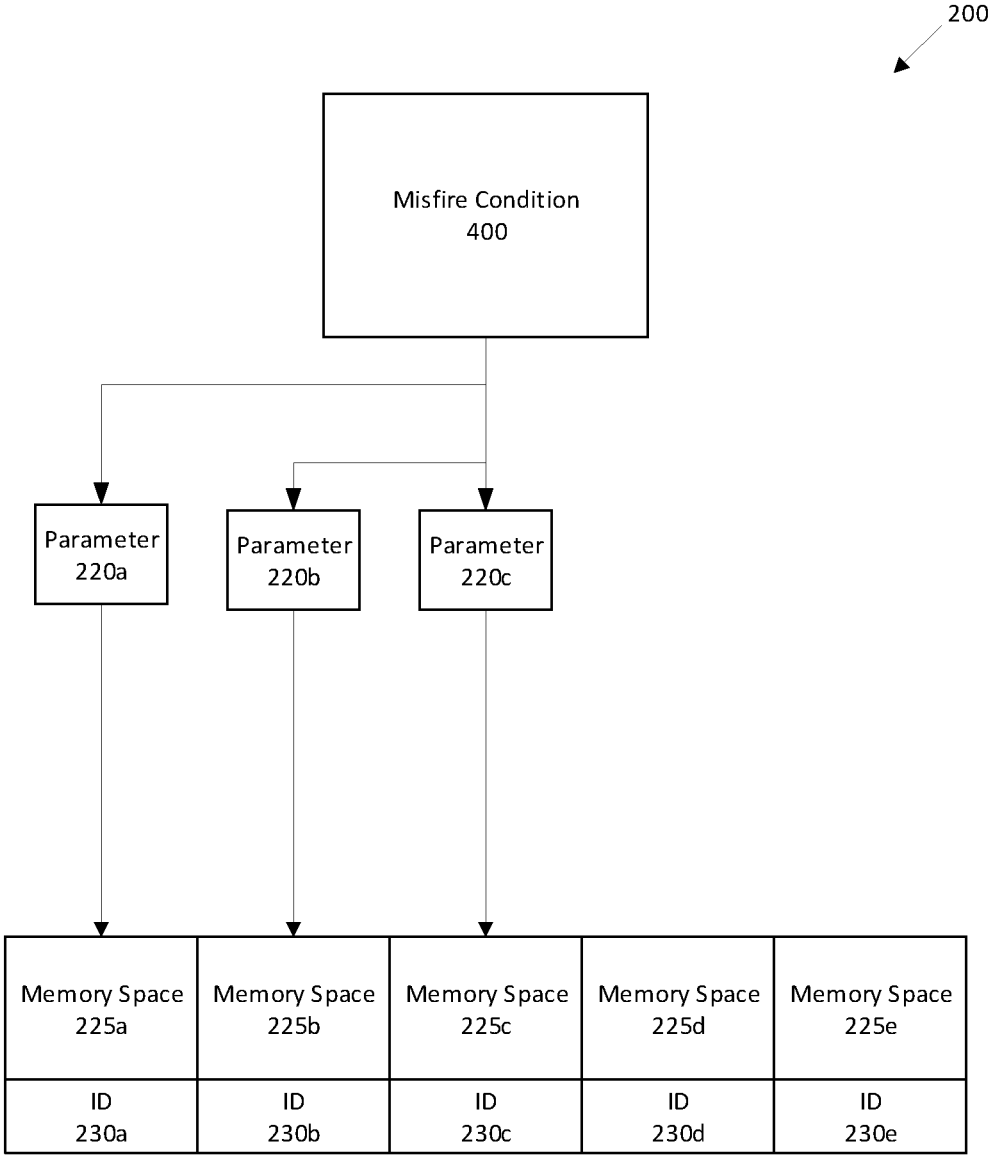 200
Misfire Condition
400
Parameter
220a
Parameter
220b
Parameter
220c
Memory Space
225a
Memory Space
225b
Memory Space
225c
Memory Space
225d
Memory Space
225e
ID
230a
ID
230b
ID
230c
ID
230d
ID
230e